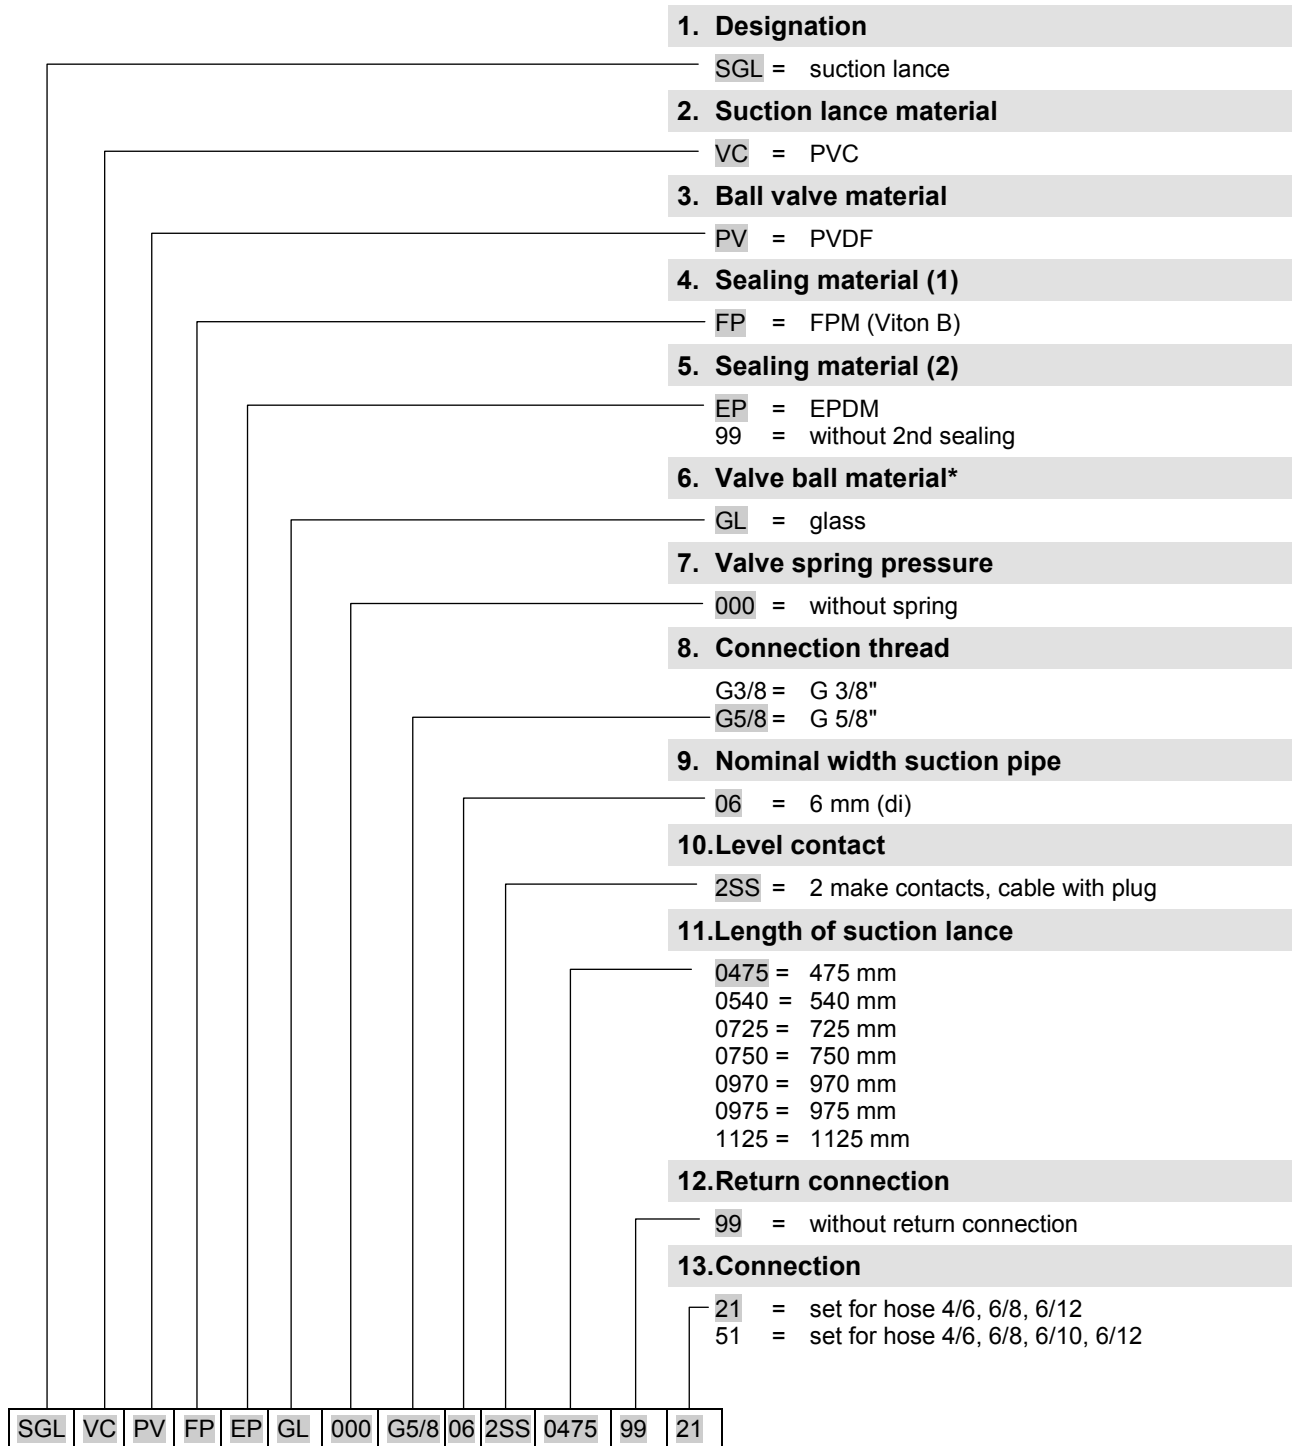 1. Designation
SGL = suction lance
2. Suction lance material
VC = PVC
3. Ball valve material
PV = PVDF
4. Sealing material (1)
FP = FPM (Viton B)
5. Sealing material (2)
EP = EPDM
99 = without 2nd sealing
6. Valve ball material*
GL = glass
7. Valve spring pressure
000 = without spring
8. Connection thread
G3/8 = G 3/8"
G5/8 = G 5/8"
9. Nominal width suction pipe
06 = 6 mm (di)
10.Level contact
2SS = 2 make contacts, cable with plug
11.Length of suction lance
0475 = 475 mm
0540 = 540 mm
0725 = 725 mm
0750 = 750 mm
0970 = 970 mm
0975 = 975 mm
1125 = 1125 mm
12.Return connection
99 = without return connection
13.Connection
21 = set for hose 4/6, 6/8, 6/12
51 = set for hose 4/6, 6/8, 6/10, 6/12
SGL VC PV FP EP GL 000 G5/8 06 2SS 0475 99 21